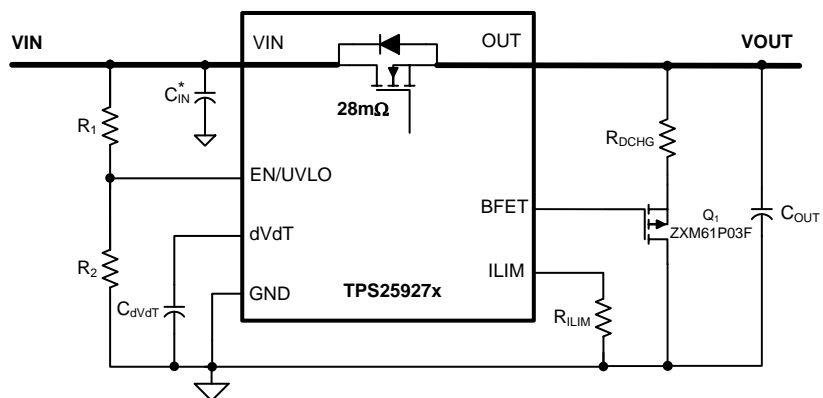 VIN
VIN
OUT
VOUT
C*IN
28mΩ
R1
RDCHG
EN/UVLO
BFET
Q1
ZXM61P03F
COUT
dVdT
R2
ILIM
GND
TPS25927x
CdVdT
RILIM